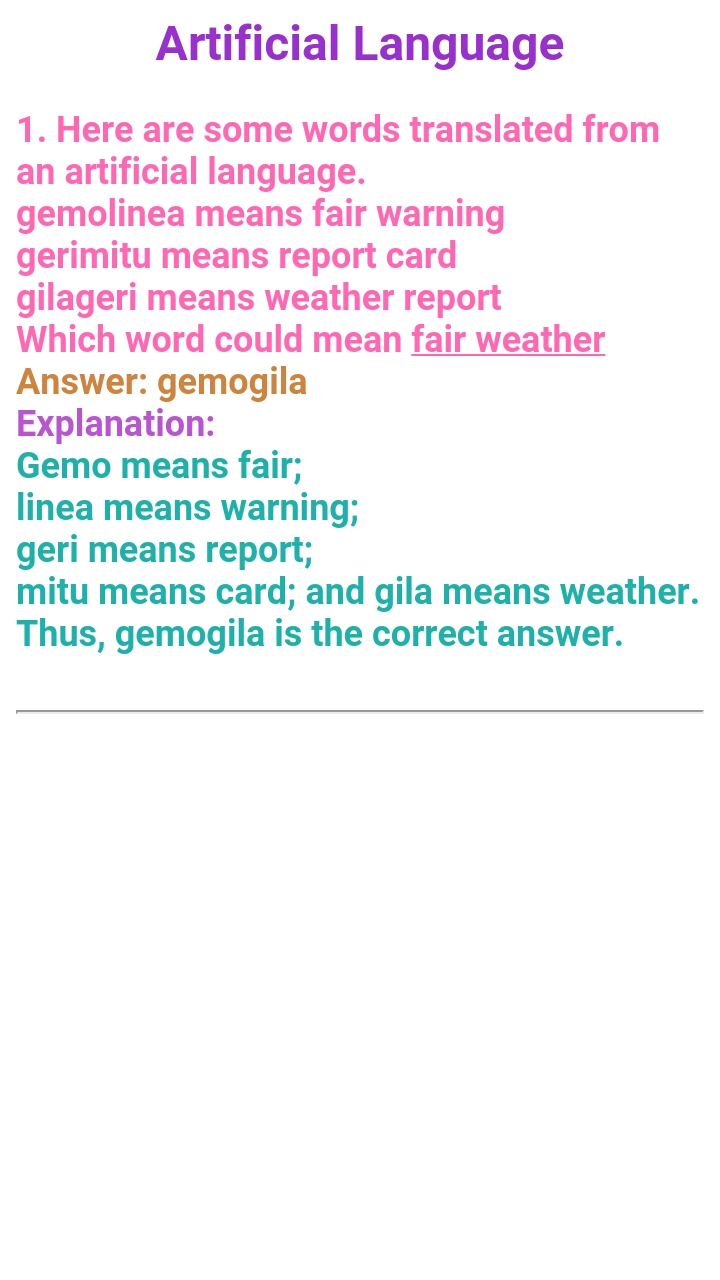 Artificial Language
1. Here are some words translated from
an artificial language.
gemolinea means fair warning
gerimitu means report card
gilageri means weather report
Which word could mean fair weather
Answer: gemogila
Explanation:
Gemo means fair;
linea means warning;
geri means report;
mitu means card; and gila means weather.
Thus, gemogila is the correct answer.